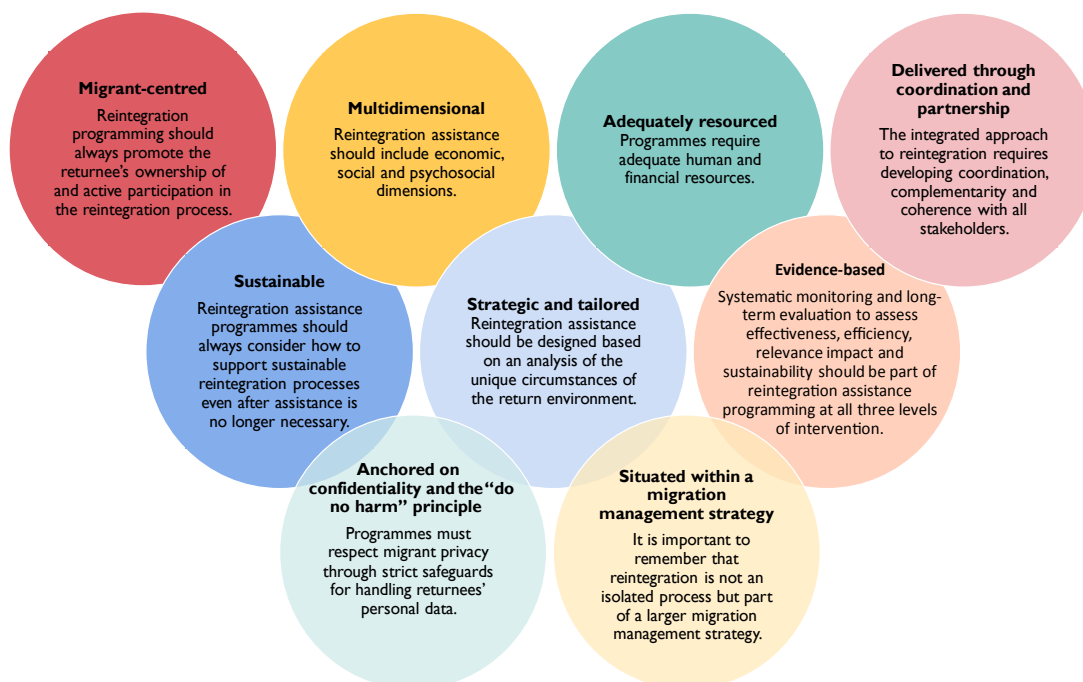 Migrant-centred
Reintegration
programming should
always promote the
returnee's ownership of
and active participation in
the reintegration process.
Multidimensional
Reintegration assistance
should include economic,
social and psychosocial
dimensions.
Adequately resourced
Programmes require
adequate human and
financial resources.
Delivered through
coordination and
partnership
The integrated approach
to reintegration requires
developing coordination,
complementarity and
coherence with all
stakeholders.
Sustainable
Reintegration assistance
programmes should
always consider how to
support sustainable
reintegration processes
even after assistance is
no longer necessary.
Strategic and tailored
Reintegration assistance
should be designed based
on an analysis of the
unique circumstances of
the return environment.
Evidence-based
Systematic monitoring and long-
term evaluation to assess
effectiveness, efficiency,
relevance impact and
sustainability should be part of
reintegration assistance
programming at all three levels
of intervention.
Anchored on
confidentiality and the “do
no harm” principle
Programmes must
respect migrant privacy
through strict safeguards
for handling returnees'
personal data.
Situated within a
migration
management strategy
It is important to
remember that
reintegration is not an
isolated process but part
of a larger migration
management strategy.